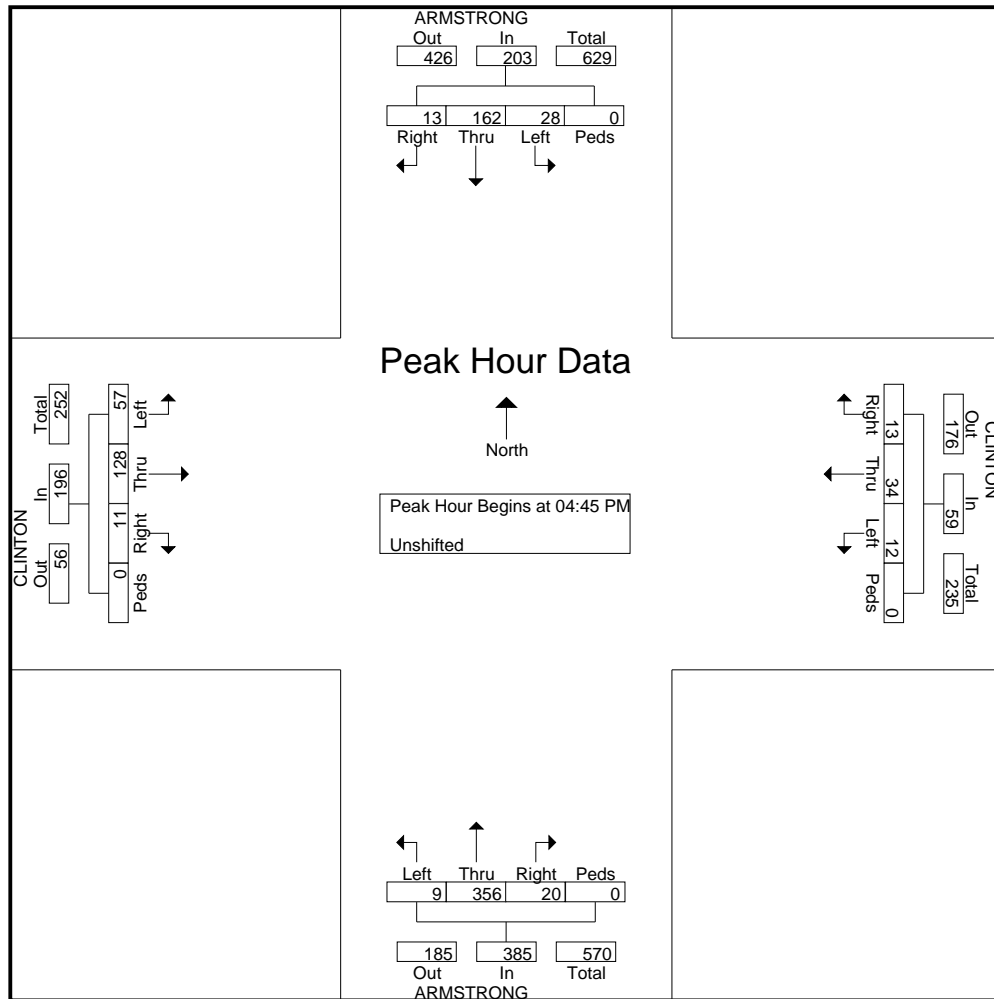 ARMSTRONG
Out In Total
426 203 629
13 162 28 0
Right Thru Left Peds
Peak Hour Data
North
Peak Hour Begins at 04:45 PM
Unshifted
CLINTON
Total In Out
252 196 56
57 128 11 0
Left Thru Right Peds
CLINTON
Out In Total
176 59 235
13 34 12 0
Right Thru Left Peds
Left Thru Right Peds
9 356 20 0
185 385 570
Out In Total
ARMSTRONG